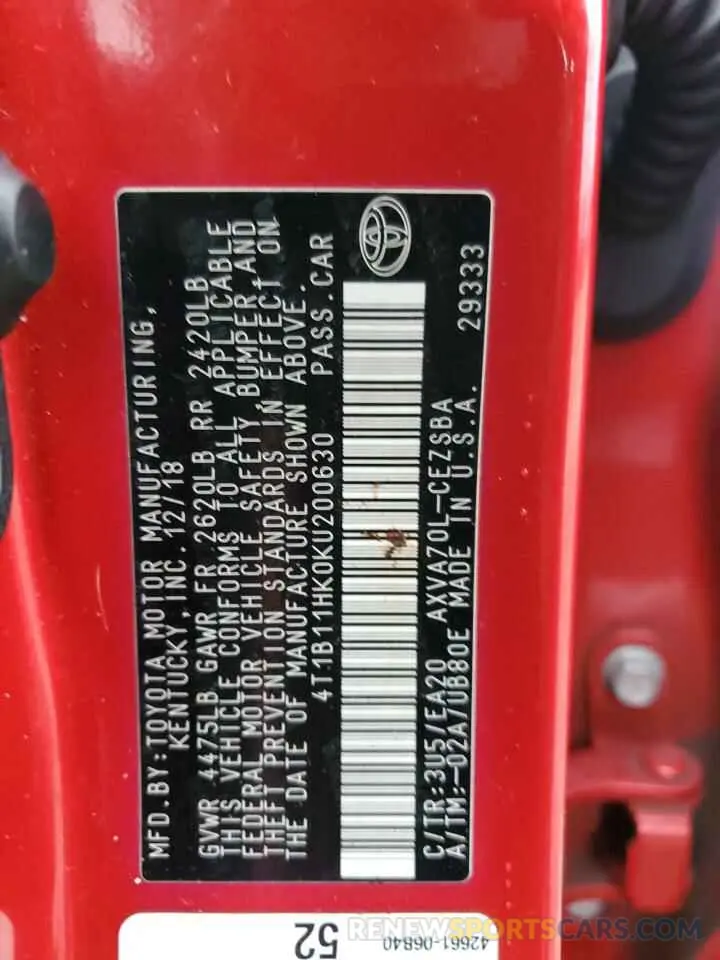 MFD.BY:TOYOTA MOTOR MANUFACTURING,
KENTUCKY, INC. 12/18
GVWR 4475LB GAWR FR 2620LB RR 2420LB
THIS VEHICLE CONFORMS TO ALL APPLICABLE
FEDERAL MOTOR VEHICLE SAFETY, BUMPER, AND
THEFT PREVENTION STANDARDS IN EFFECT ON
THE DATE OF MANUFACTURE SHOWN ABOVE.
4T1B11HK0KU200630 PASS.CAR
C/TR:3U5/EA20 AXVA70L-CEZSBA
A/TM:-02A/UB80E MADE IN U.S.A. 29333
52
42661-06B40
RENEWSPORTSCARS.COM